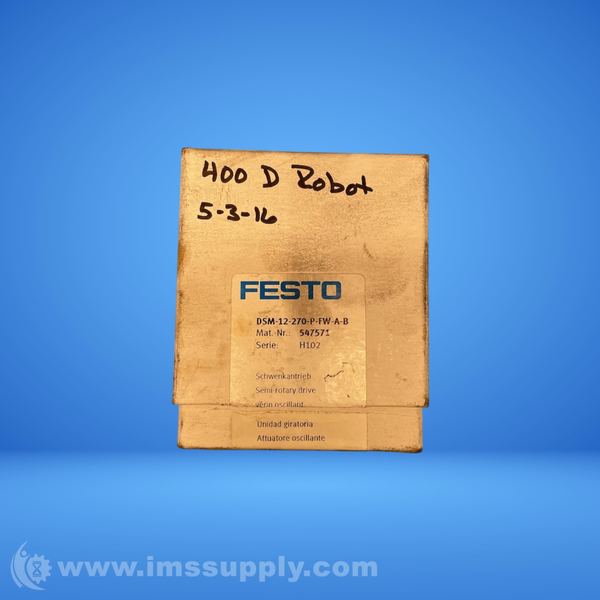 400 D Robot
5-3-16
FESTO
DSM-12-270-P-FW-A-B
Mat.-Nr.: 547571
Serie: H102
Schwenkantrieb
Semi-rotary drive
vérin oscillant
Unidad giratoria
Attuatore oscillante
www.imssupply.com